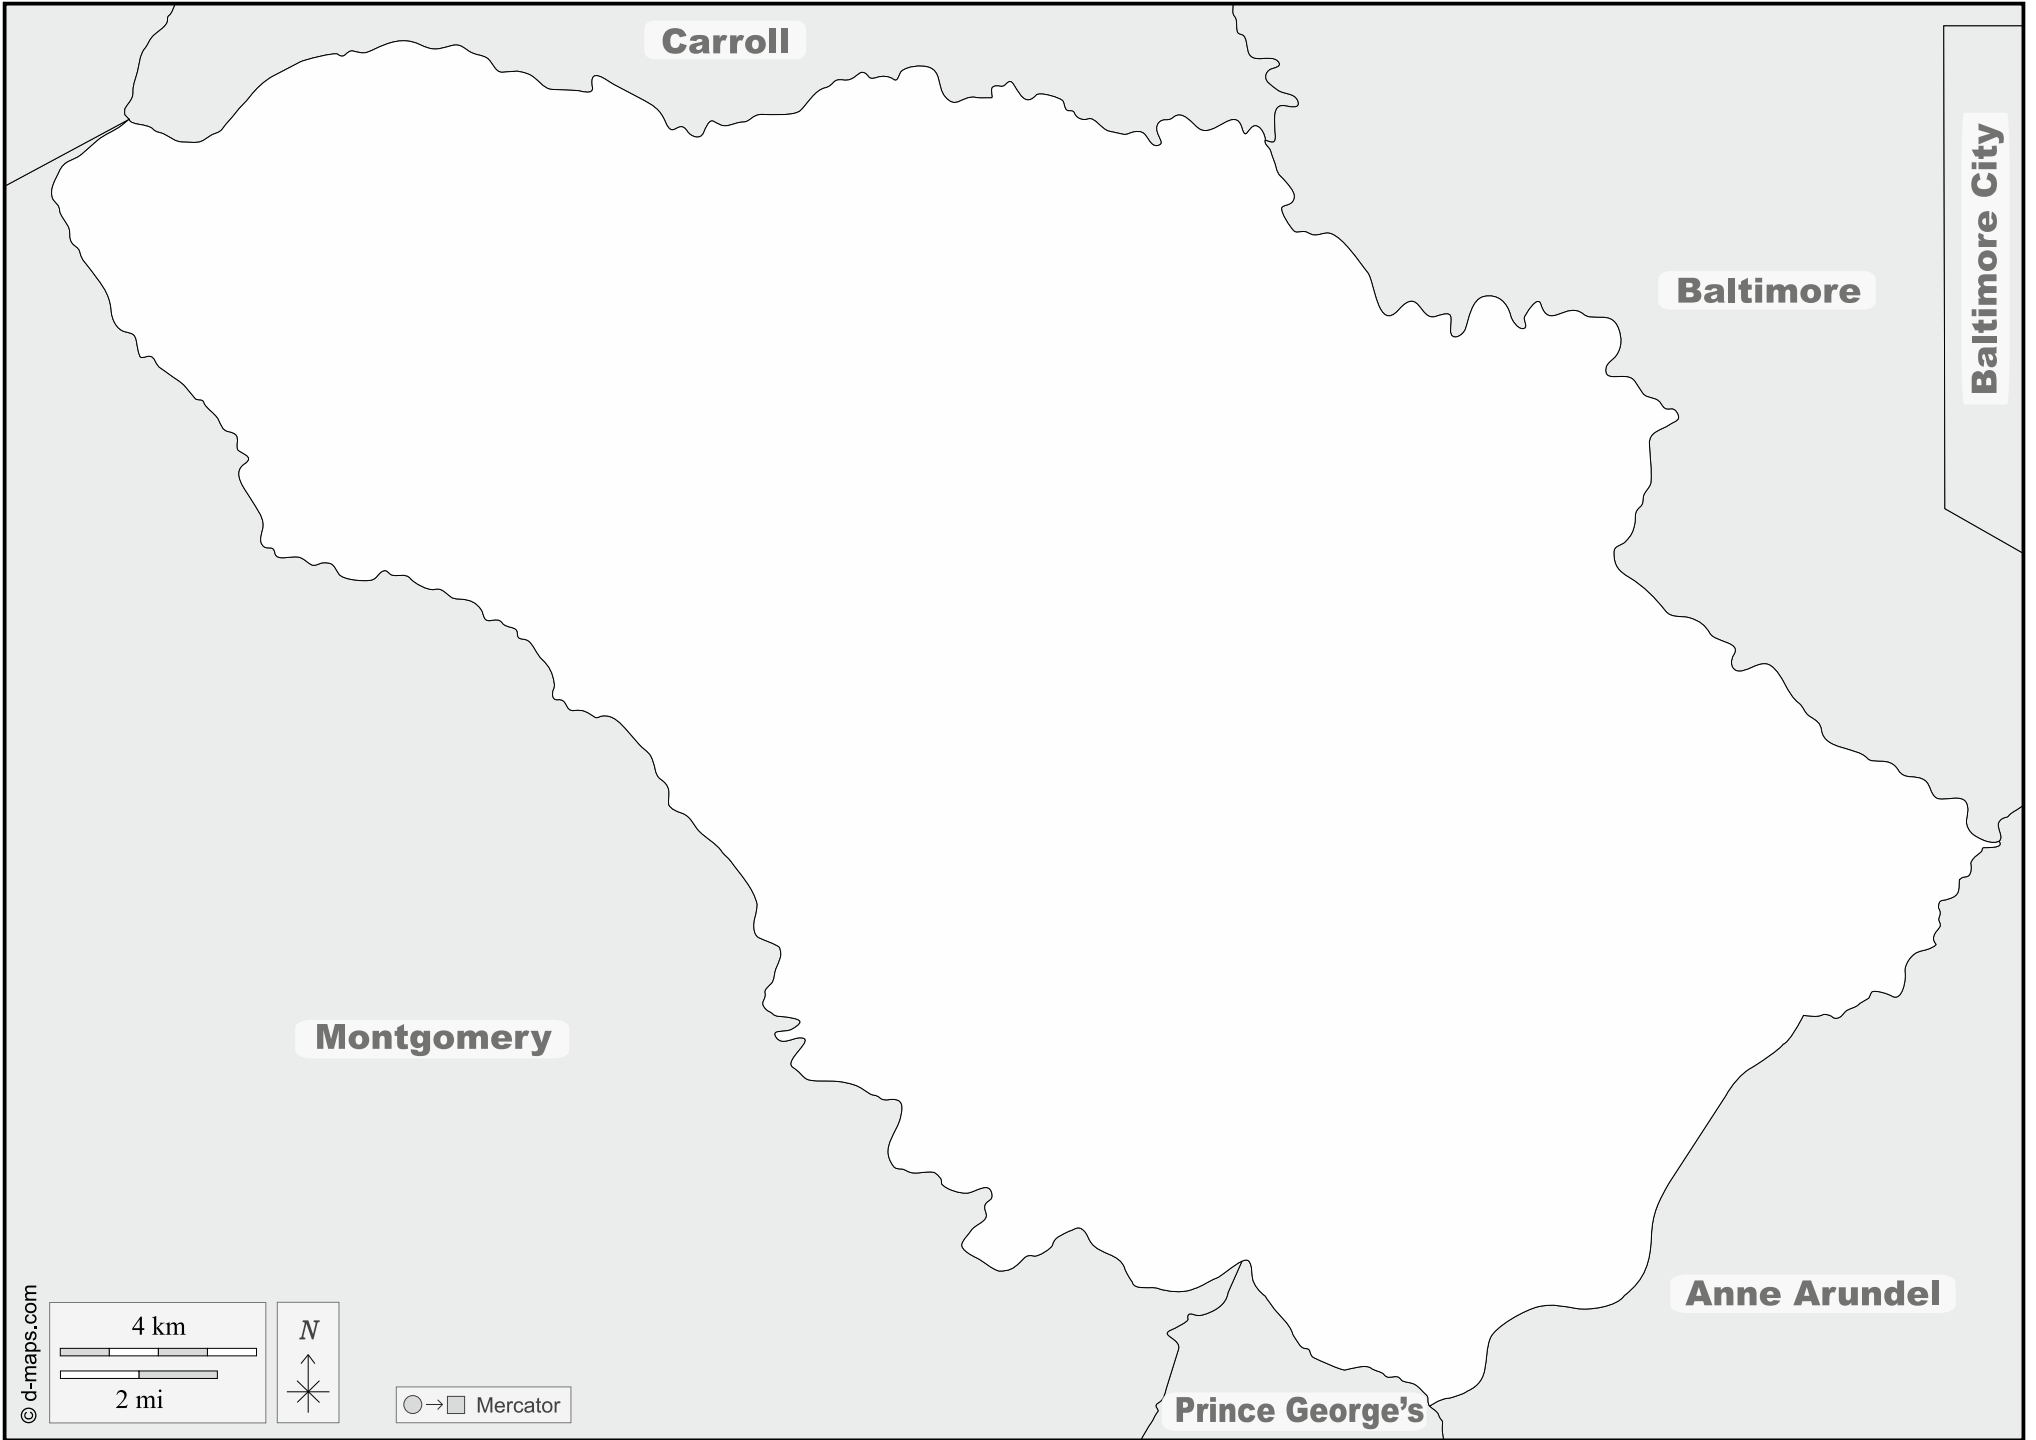 Carroll
Baltimore City
Baltimore
Montgomery
Anne Arundel
Prince George’s
© d-maps.com
4 km
2 mi
N
Mercator